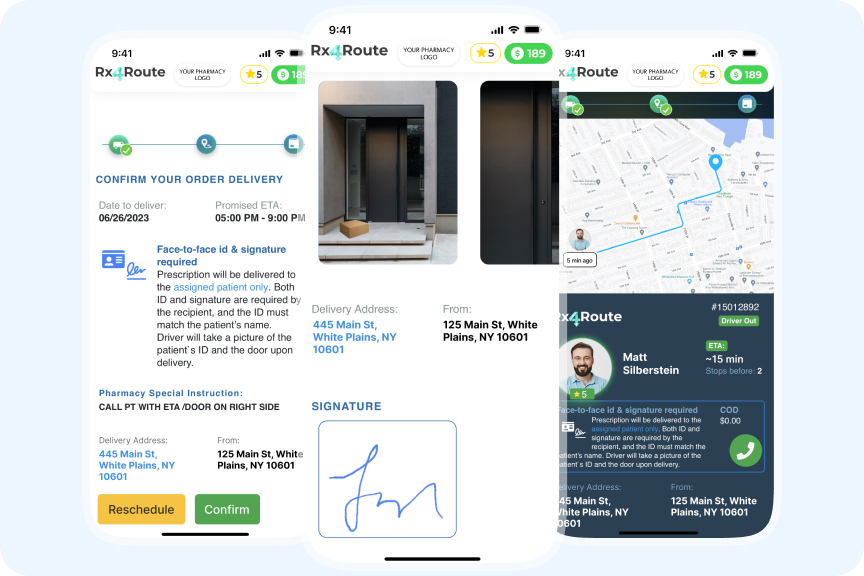 9:41
Rx4Route
YOUR PHARMACY
LOGO
5
189
CONFIRM YOUR ORDER DELIVERY
Date to deliver:
06/26/2023
Promised ETA:
05:00 PM - 9:00 PM
Face-to-face id & signature
required
Prescription will be delivered to
the assigned patient only. Both
ID and signature are required by
the recipient, and the ID must
match the patient's name.
Driver will take a picture of the
patient`s ID and the door upon
delivery.
Pharmacy Special Instruction:
CALL PT WITH ETA /DOOR ON RIGHT SIDE
Delivery Address:
445 Main St,
White Plains, NY
10601
From:
125 Main St, White
Plains, NY 10601
Reschedule
Confirm
9:41
Rx4Route
YOUR PHARMACY
LOGO
5
189
Delivery Address:
445 Main St,
White Plains, NY
10601
From:
125 Main St, White
Plains, NY 10601
SIGNATURE
9:41
x4Route
YOUR PHARMACY
LOGO
5
189
5 min ago
x4Route
#15012892
Driver Out
Matt
Silberstein
5
ETA:
~15 min
Stops before: 2
ace-to-face id & signature required
Prescription will be delivered to the
assigned patient only. Both ID and
signature are required by the
recipient, and the ID must match the
patient's name. Driver will take a picture of the
patient`s ID and the door upon delivery.
COD
$0.00
elivery Address:
45 Main St,
White Plains, NY
0601
From:
125 Main St, White
Plains, NY 10601